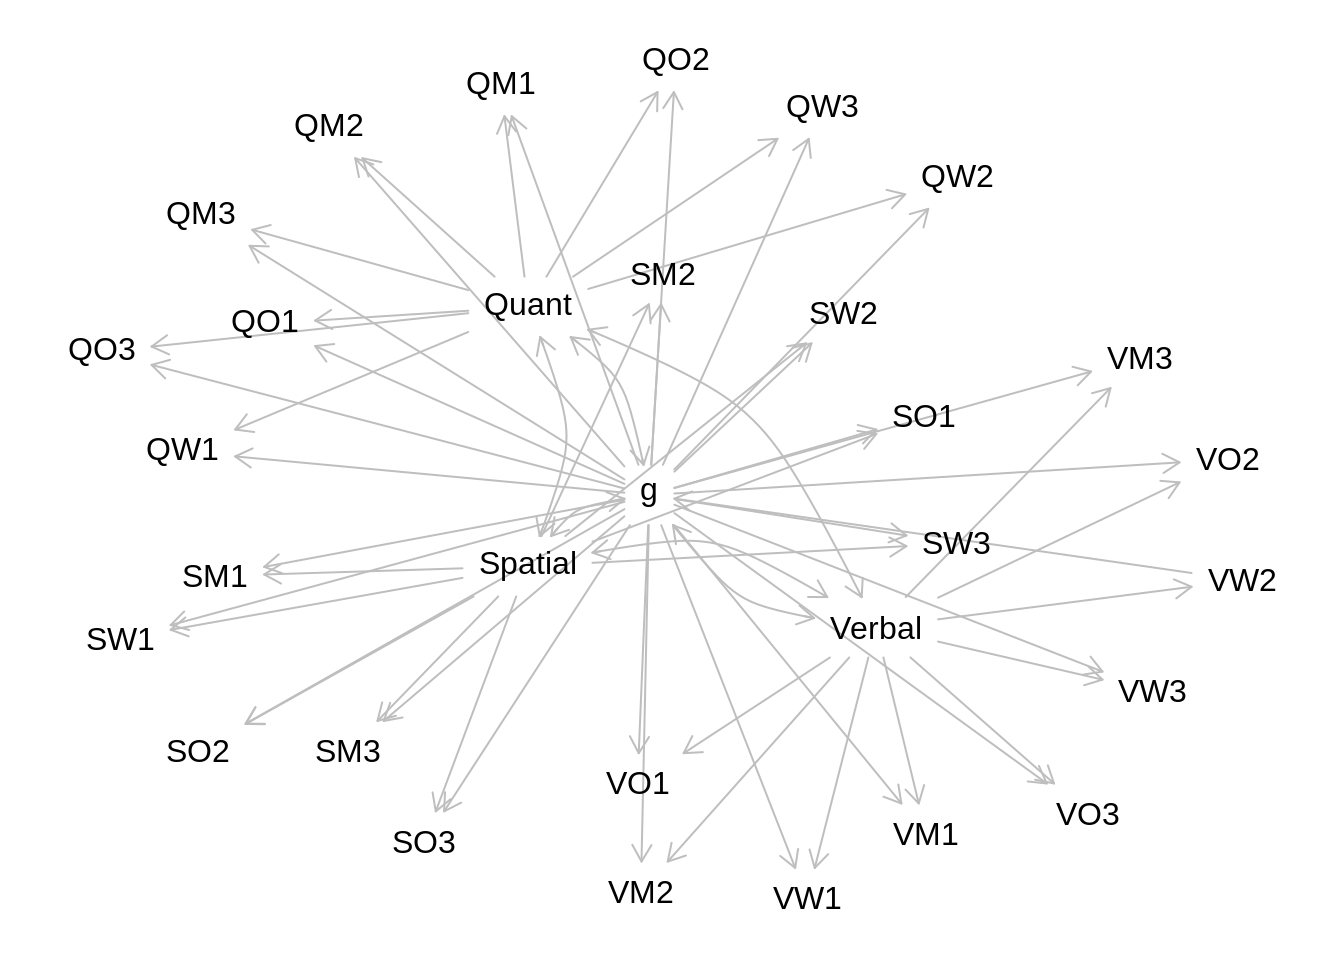 QO2
QM1
QW3
QM2
QW2
QM3
SM2
Quant
SW2
QO1
QO3
VM3
SO1
QW1
VO2
g
SW3
Spatial
SM1
VW2
Verbal
SW1
VW3
SO2
SM3
VO1
VO3
VM1
SO3
VM2
VW1